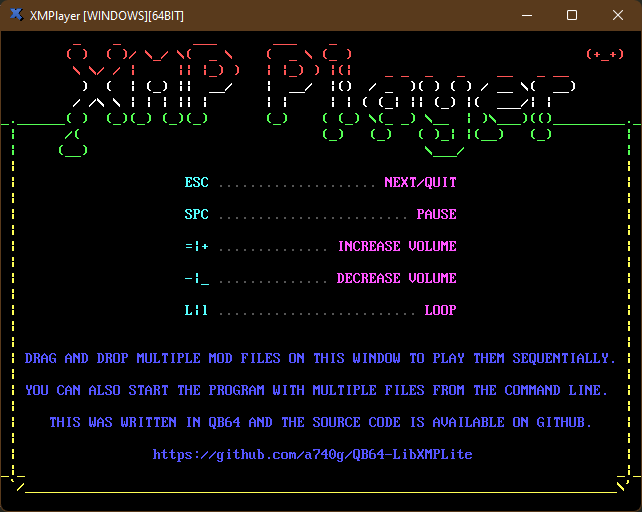 XMPlayer [WINDOWS][64BIT]
XMP Player
(+_+)
ESC .................... NEXT/QUIT
SPC ........................ PAUSE
=|+ .............. INCREASE VOLUME
-|_ .............. DECREASE VOLUME
L|l ......................... LOOP
DRAG AND DROP MULTIPLE MOD FILES ON THIS WINDOW TO PLAY THEM SEQUENTIALLY.
YOU CAN ALSO START THE PROGRAM WITH MULTIPLE FILES FROM THE COMMAND LINE.
THIS WAS WRITTEN IN QB64 AND THE SOURCE CODE IS AVAILABLE ON GITHUB.
https://github.com/a740g/QB64-LibXMPLite